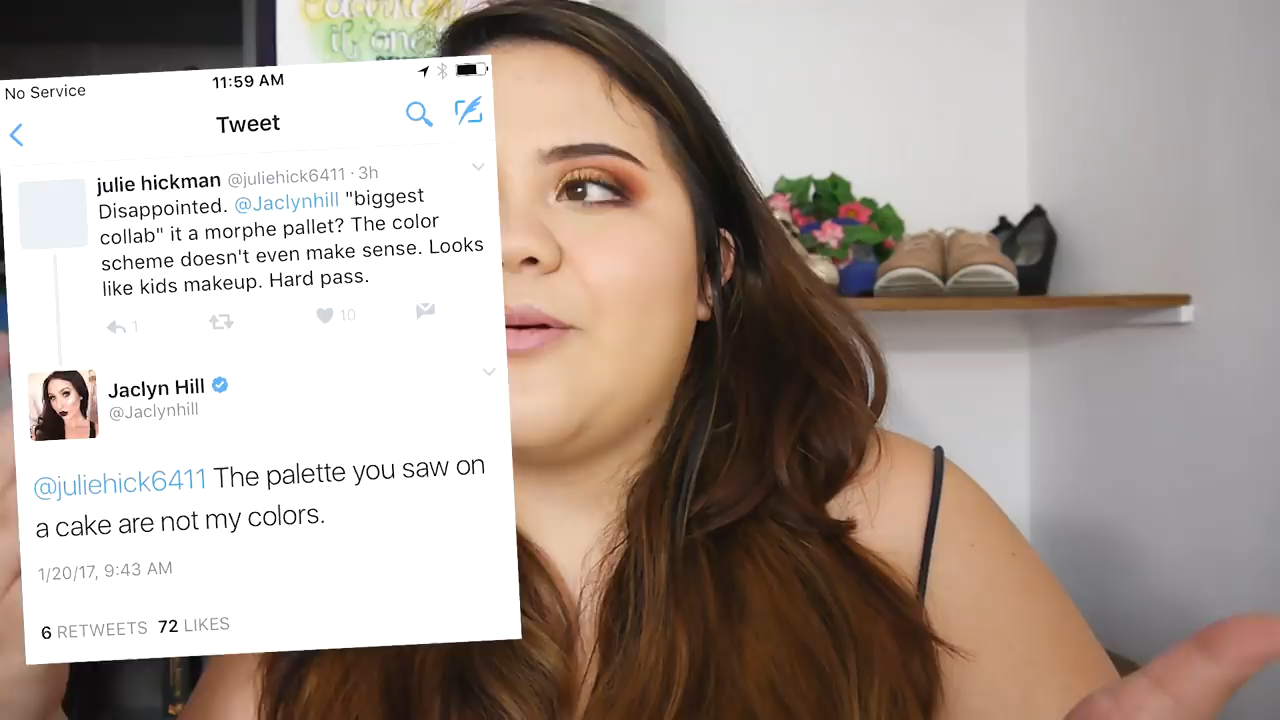 it one
No Service
11:59 AM
Tweet
julie hickman @juliehick6411 · 3h
Disappointed. @Jaclynhill "biggest
collab" it a morphe pallet? The color
scheme doesn't even make sense. Looks
like kids makeup. Hard pass.
1
10
Jaclyn Hill
@Jaclynhill
@juliehick6411 The palette you saw on
a cake are not my colors.
1/20/17, 9:43 AM
6 RETWEETS 72 LIKES